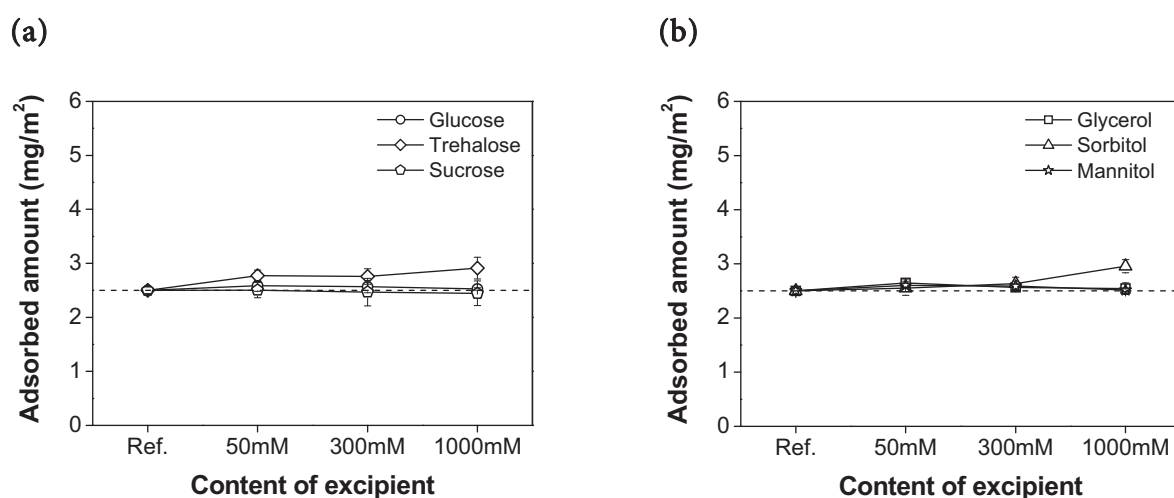 (a)
Adsorbed amount (mg/m²)
6
5
4
3
2
1
0
Glucose
Trehalose
Sucrose
Ref. 50mM 300mM 1000mM
Content of excipient
(b)
Adsorbed amount (mg/m²)
6
5
4
3
2
1
0
Glycerol
Sorbitol
Mannitol
Ref. 50mM 300mM 1000mM
Content of excipient